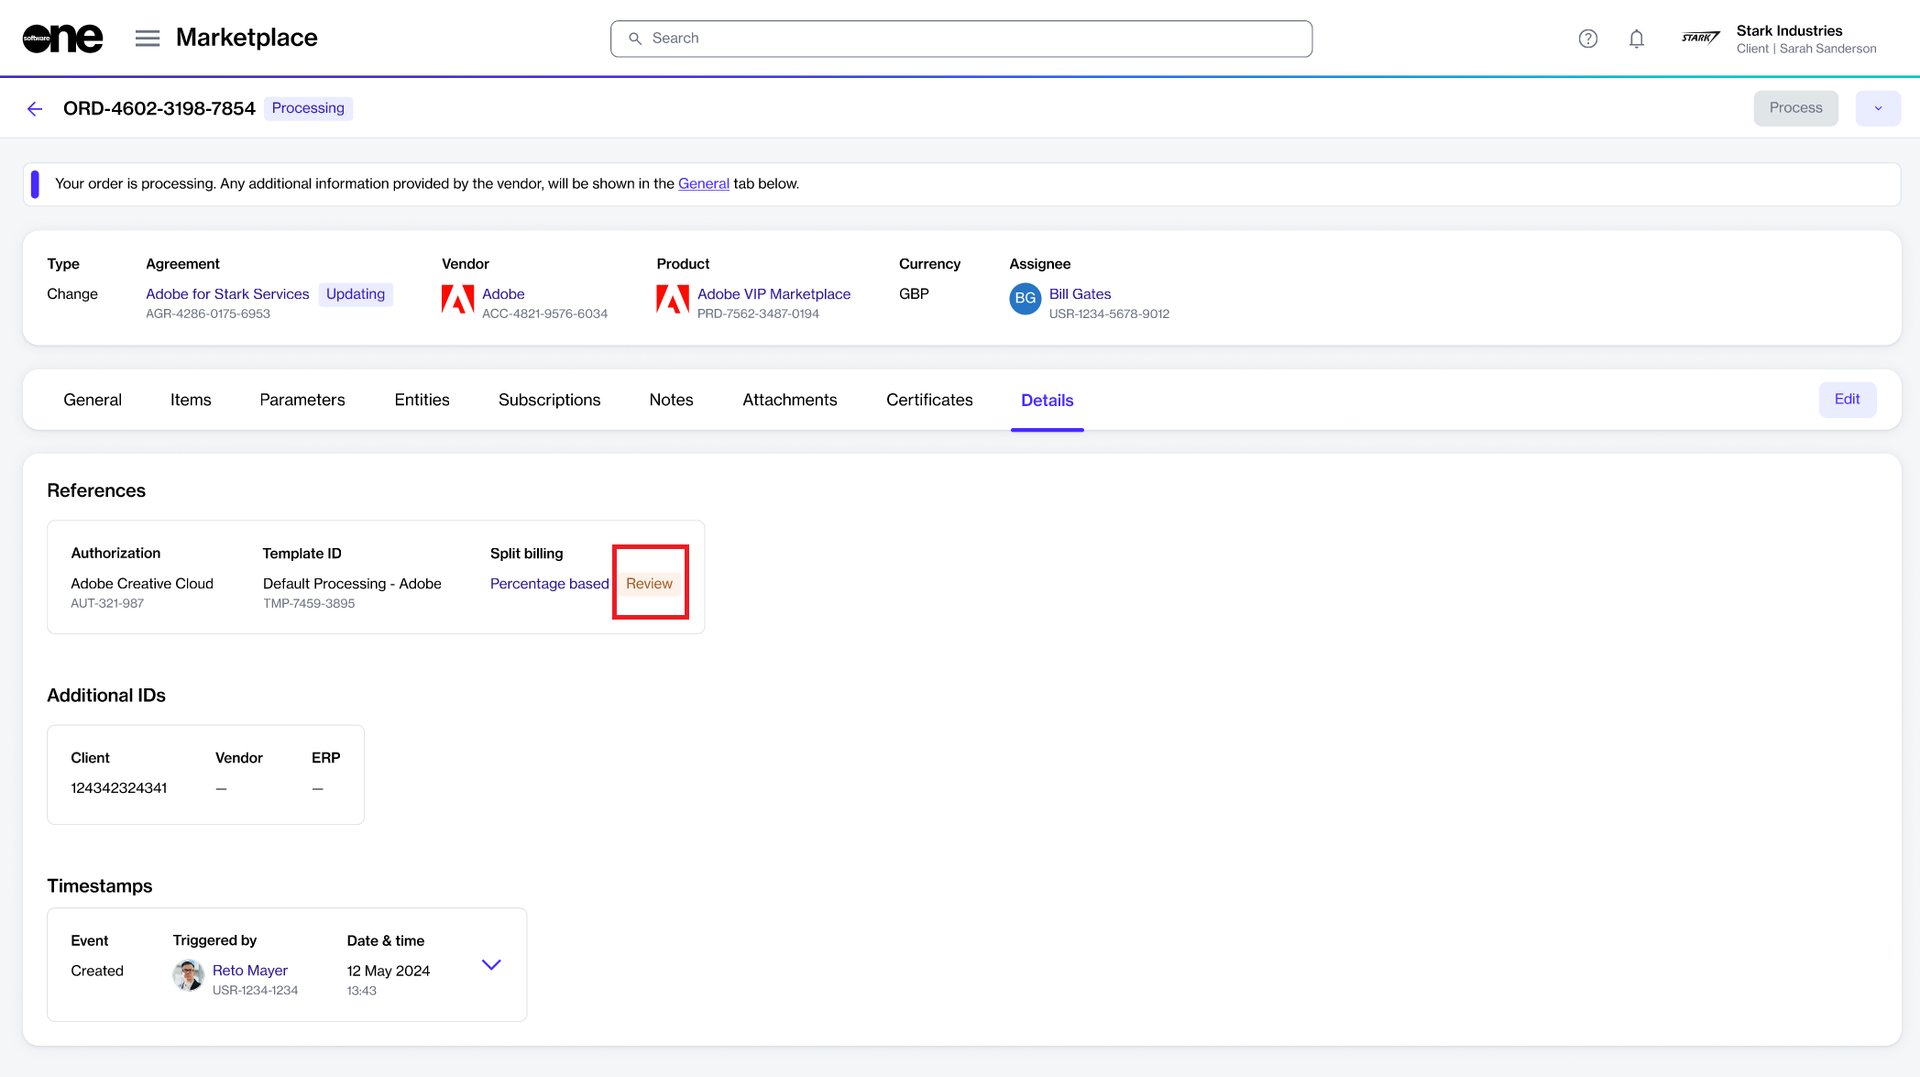 software one
Marketplace
Search
STARK
Stark Industries
Client | Sarah Sanderson
ORD-4602-3198-7854
Processing
Process
Your order is processing. Any additional information provided by the vendor, will be shown in the General tab below.
Type
Agreement
Vendor
Product
Currency
Assignee
Change
Adobe for Stark Services
Updating
AGR-4286-0175-6953
Adobe
ACC-4821-9576-6034
Adobe VIP Marketplace
PRD-7562-3487-0194
GBP
BG
Bill Gates
USR-1234-5678-9012
General
Items
Parameters
Entities
Subscriptions
Notes
Attachments
Certificates
Details
Edit
References
Authorization
Template ID
Split billing
Adobe Creative Cloud
AUT-321-987
Default Processing - Adobe
TMP-7459-3895
Percentage based
Review
Additional IDs
Client
Vendor
ERP
124342324341
—
—
Timestamps
Event
Triggered by
Date & time
Created
Reto Mayer
USR-1234-1234
12 May 2024
13:43